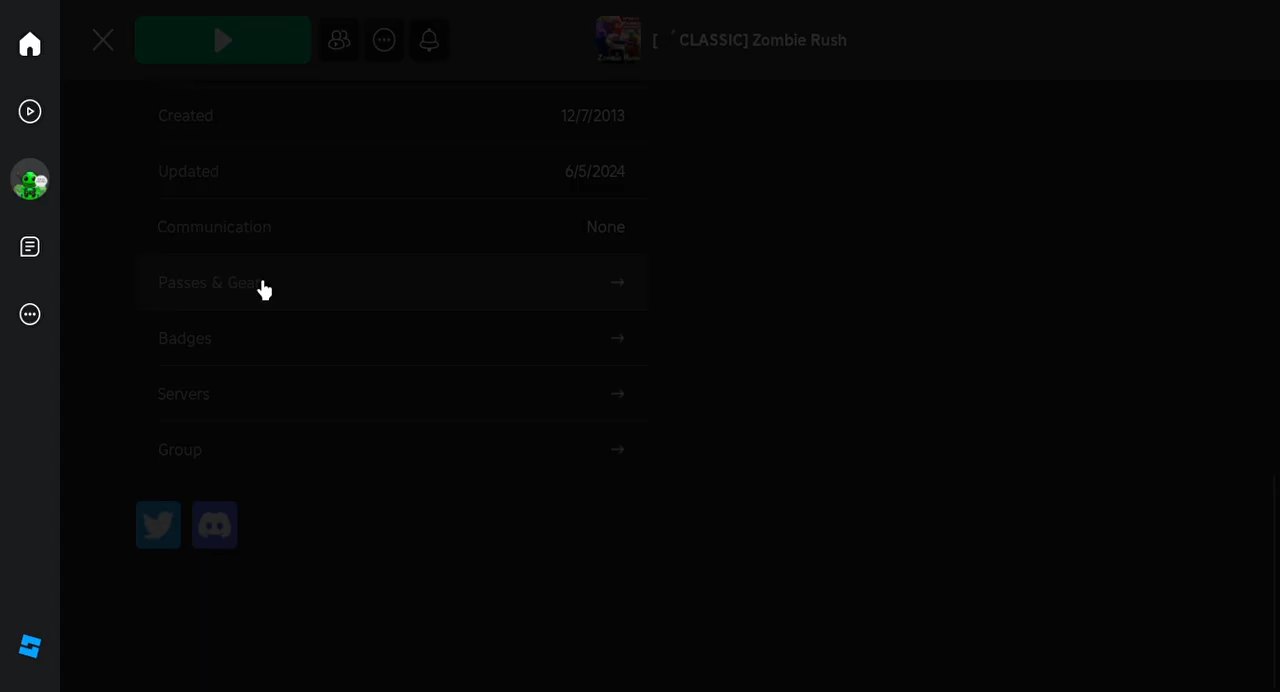 [ CLASSIC] Zombie Rush
Created 12/7/2013
Updated 6/5/2024
Communication None
Passes & Gear
Badges
Servers
Group